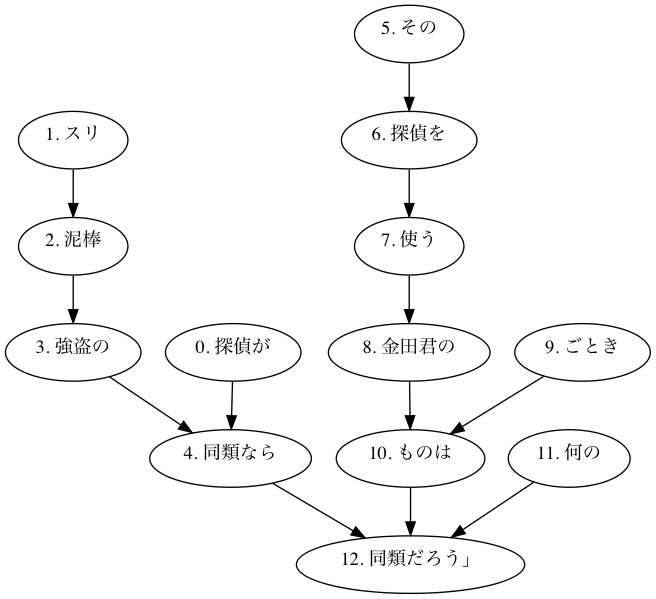 5. その
1. スリ
6. 探偵を
2. 泥棒
7. 使う
3. 強盗の
0. 探偵が
8. 金田君の
9. ごとき
4. 同類なら
10. ものは
11. 何の
12. 同類だろう」